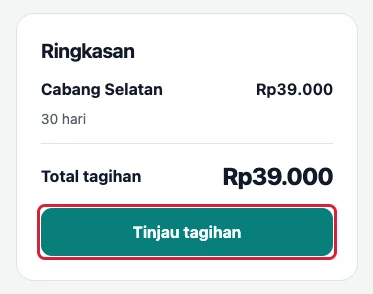 Ringkasan
Cabang Selatan Rp39.000
30 hari
Total tagihan Rp39.000
Tinjau tagihan